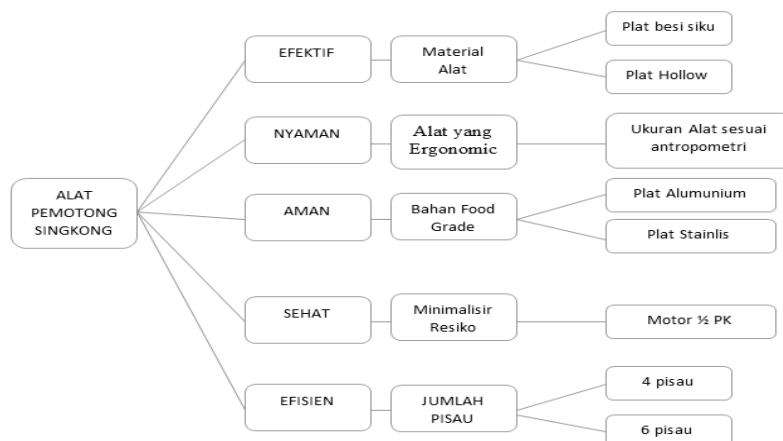 ALAT
PEMOTONG
SINGKONG
EFEKTIF
Material
Alat
Plat besi siku
Plat Hollow
NYAMAN
Alat yang
Ergonomic
Ukuran Alat sesuai
antropometri
AMAN
Bahan Food
Grade
Plat Alumunium
Plat Stainlis
SEHAT
Minimalisir
Resiko
Motor ½ PK
EFISIEN
JUMLAH
PISAU
4 pisau
6 pisau